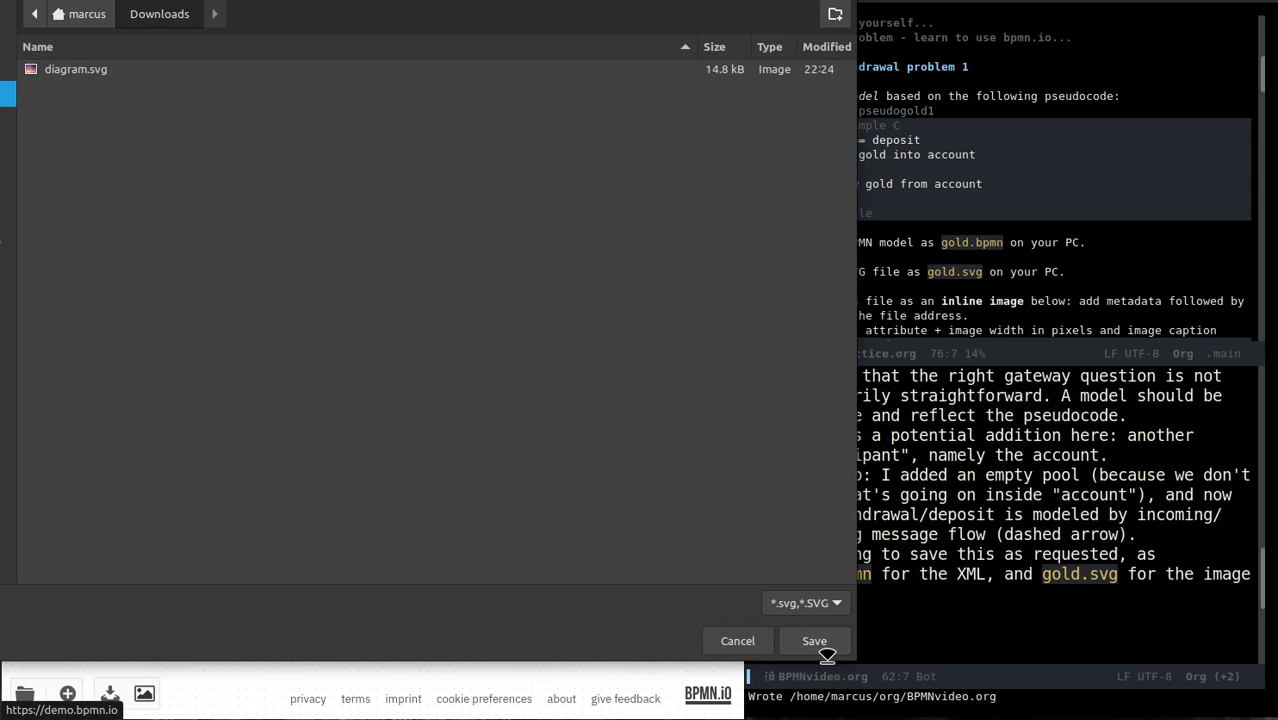 marcus Downloads
Name Size Type Modified
diagram.svg 14.8 kB Image 22:24
*.svg,*.SVG
Cancel Save
privacy terms imprint cookie preferences about give feedback BPMN.iO
https://demo.bpmn.io
yourself...
oblem - learn to use bpmn.io...
drawal problem 1
del based on the following pseudocode:
pseudogold1
mple C
= deposit
gold into account
gold from account
le
MN model as gold.bpmn on your PC.
G file as gold.svg on your PC.
file as an inline image below: add metadata followed by
he file address.
attribute + image width in pixels and image caption
ctice.org 76:7 14% LF UTF-8 Org .main
that the right gateway question is not
rily straightforward. A model should be
e and reflect the pseudocode.
s a potential addition here: another
ipant", namely the account.
o: I added an empty pool (because we don't
at's going on inside "account"), and now
hdrawal/deposit is modeled by incoming/
g message flow (dashed arrow).
ng to save this as requested, as
mn for the XML, and gold.svg for the image
BPMNvideo.org 62:7 Bot LF UTF-8 Org (+2)
Wrote /home/marcus/org/BPMNvideo.org